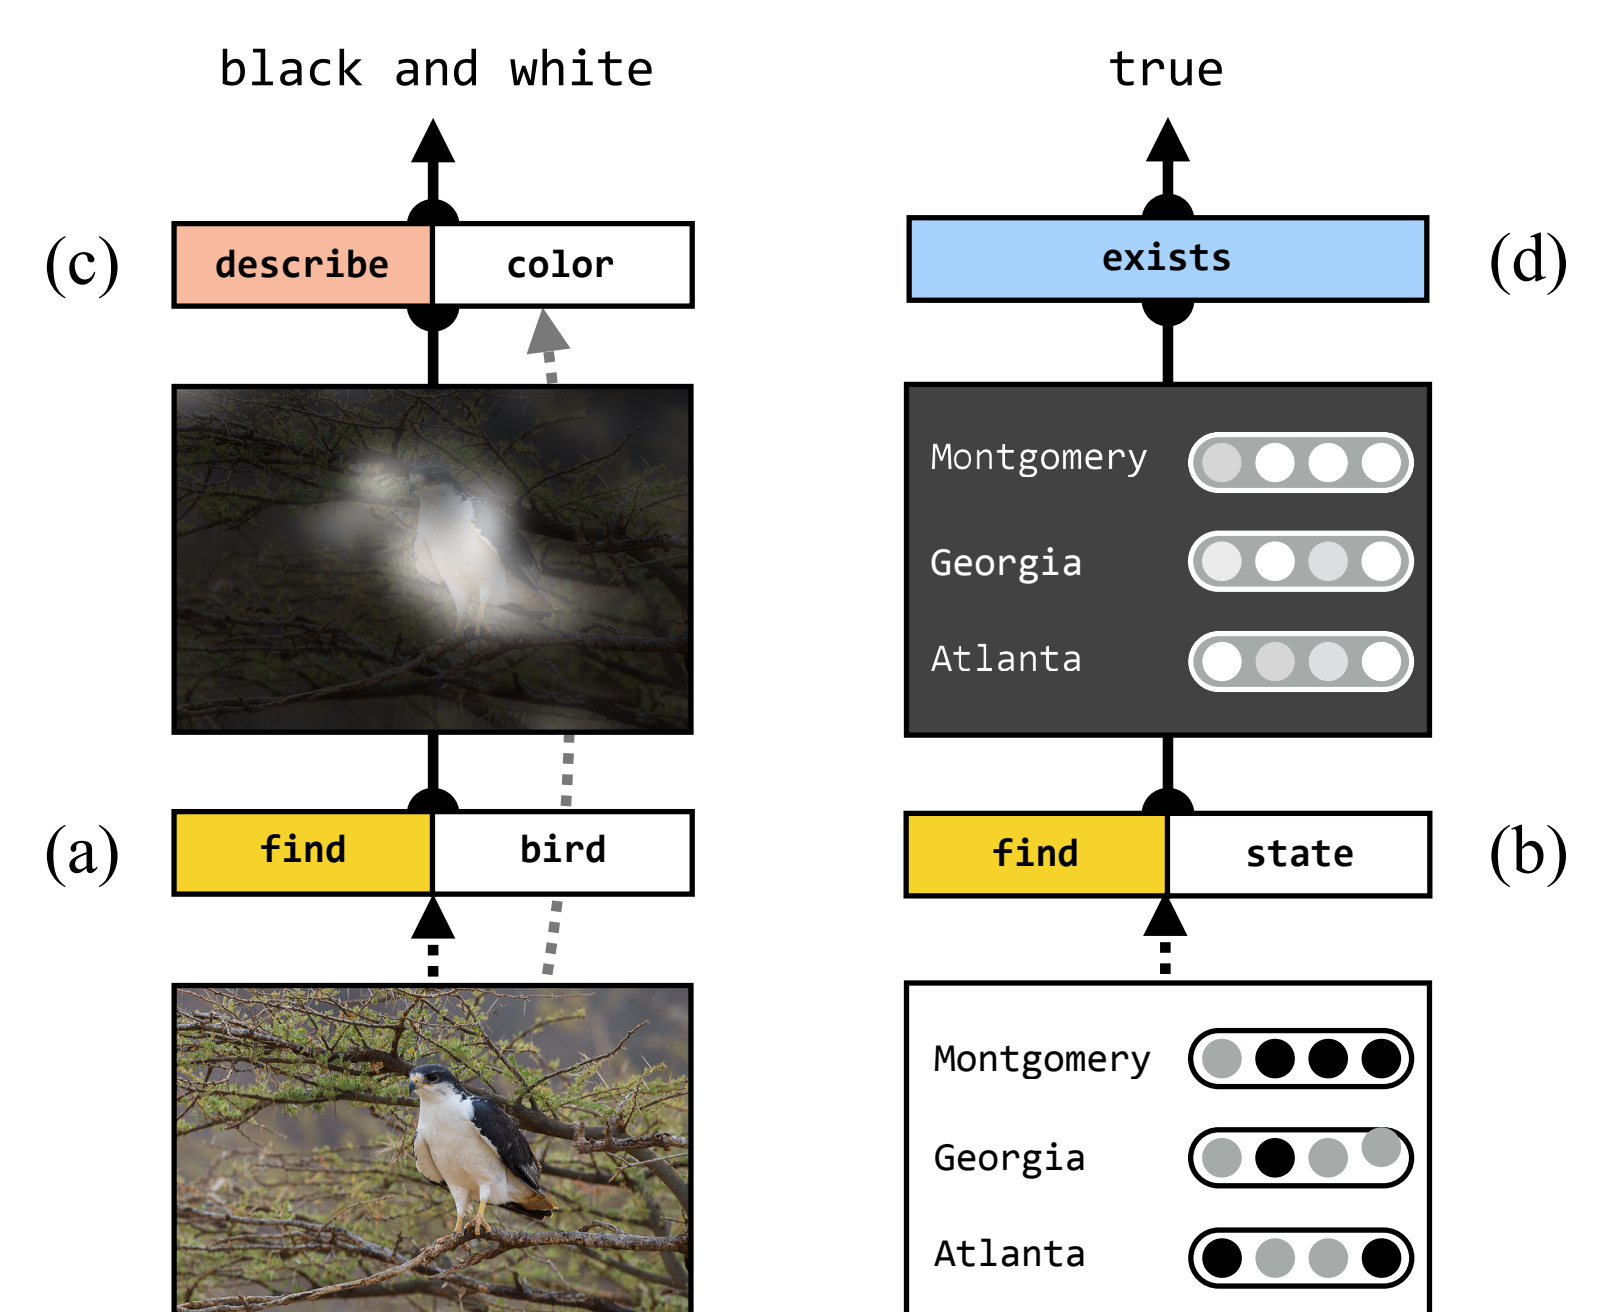 black and white
true
(c)
describe
color
exists
(d)
Montgomery
Georgia
Atlanta
(a)
find
bird
find
state
(b)
Montgomery
Georgia
Atlanta